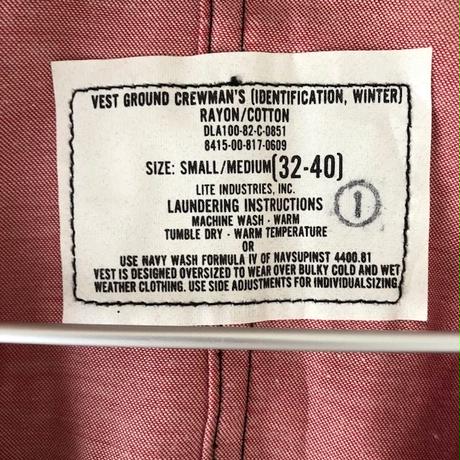 VEST GROUND CREWMAN'S (IDENTIFICATION, WINTER)
RAYON/COTTON
DLA100-82-C-0851
8415-00-817-0609
SIZE: SMALL/MEDIUM (32-40)
LITE INDUSTRIES, INC.
LAUNDERING INSTRUCTIONS
1
MACHINE WASH - WARM
TUMBLE DRY - WARM TEMPERATURE
OR
USE NAVY WASH FORMULA IV OF NAVSUPINST 4400.81
VEST IS DESIGNED OVERSIZED TO WEAR OVER BULKY COLD AND WET
WEATHER CLOTHING. USE SIDE ADJUSTMENTS FOR INDIVIDUALSIZING